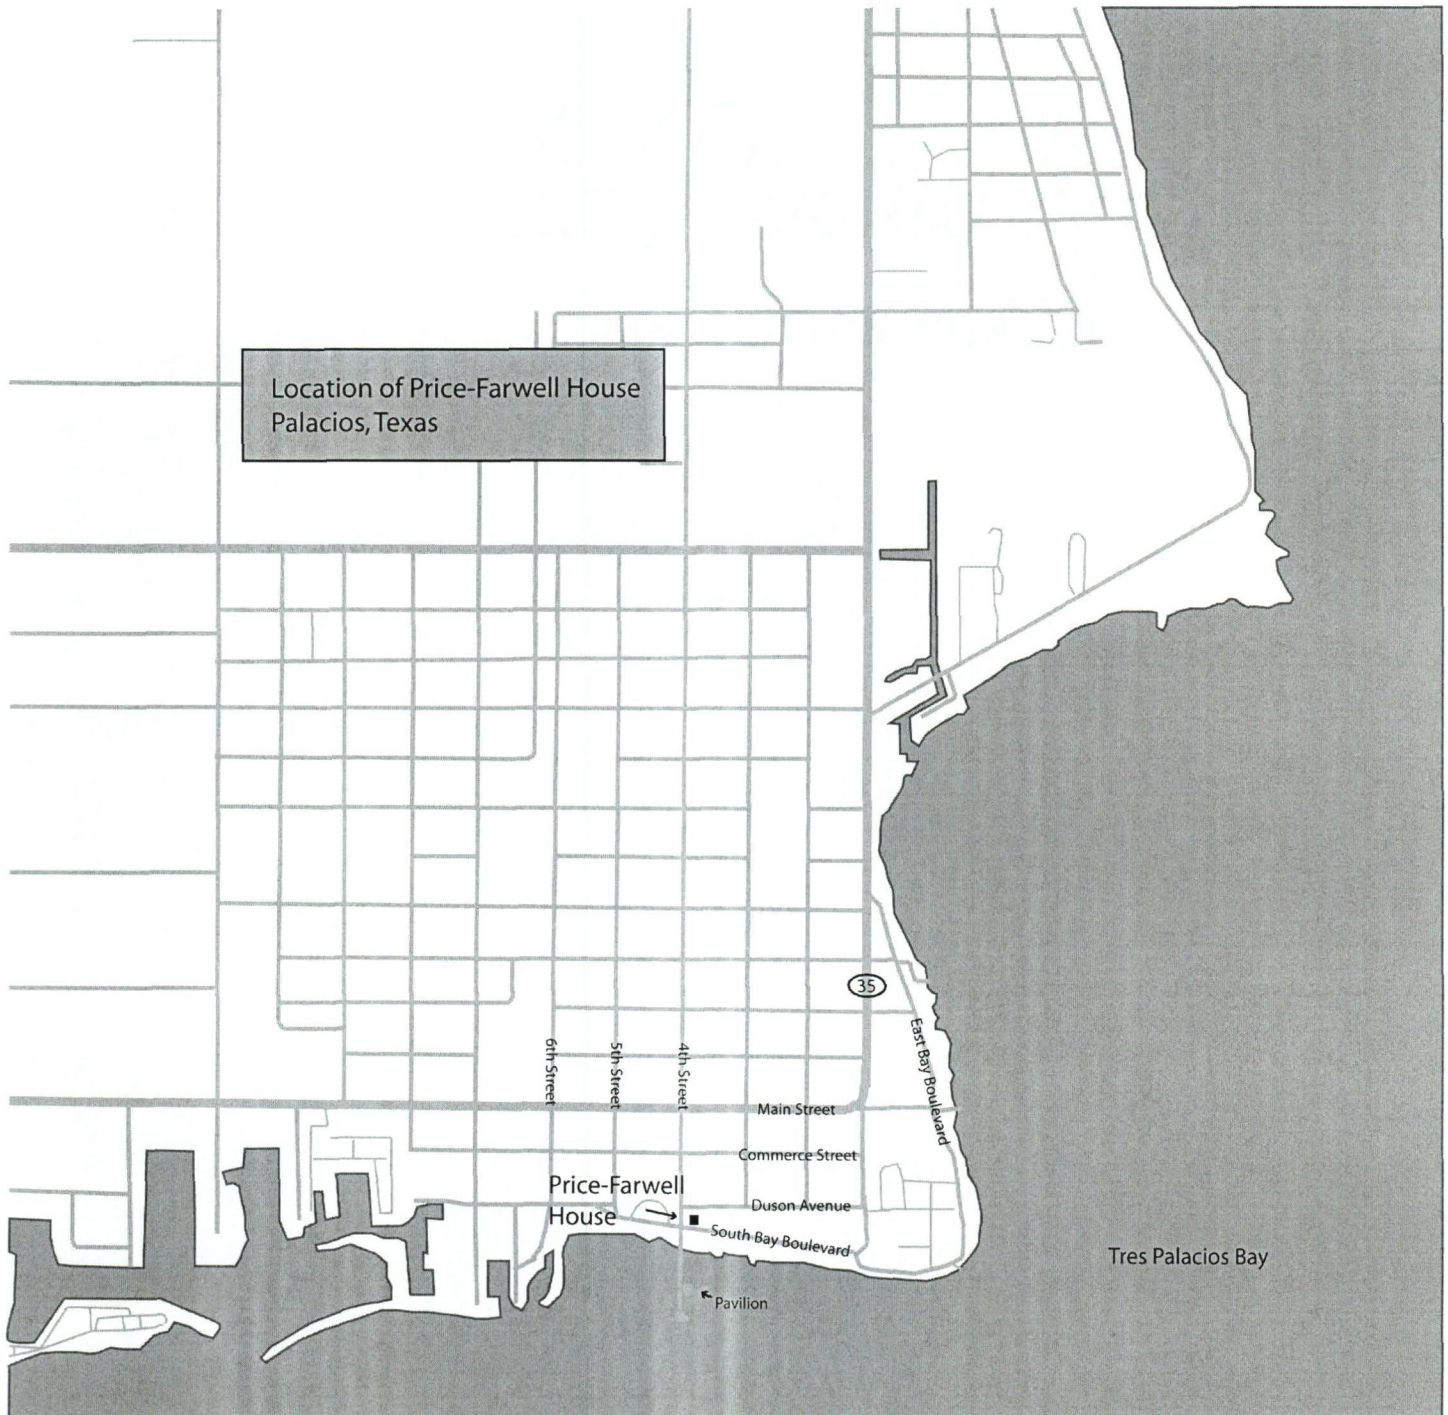 Location of Price-Farwell House
Palacios, Texas
35
East Bay Boulevard
6th Street
5th Street
4th Street
Main Street
Commerce Street
Price-Farwell
House
Duson Avenue
South Bay Boulevard
Tres Palacios Bay
Pavilion